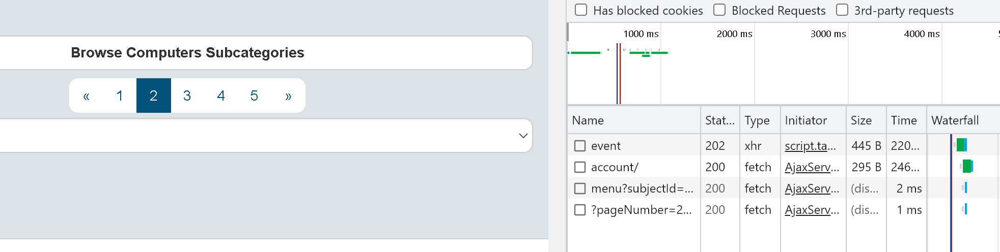 Browse Computers Subcategories
« 1 2 3 4 5 »
Has blocked cookies Blocked Requests 3rd-party requests
1000 ms 2000 ms 3000 ms 4000 ms
Name Stat... Type Initiator Size Time Waterfall
event 202 xhr script.ta... 445 B 220...
account/ 200 fetch AjaxServ... 295 B 246...
menu?subjectId=... 200 fetch AjaxServ... (dis... 2 ms
?pageNumber=2... 200 fetch AjaxServ... (dis... 1 ms